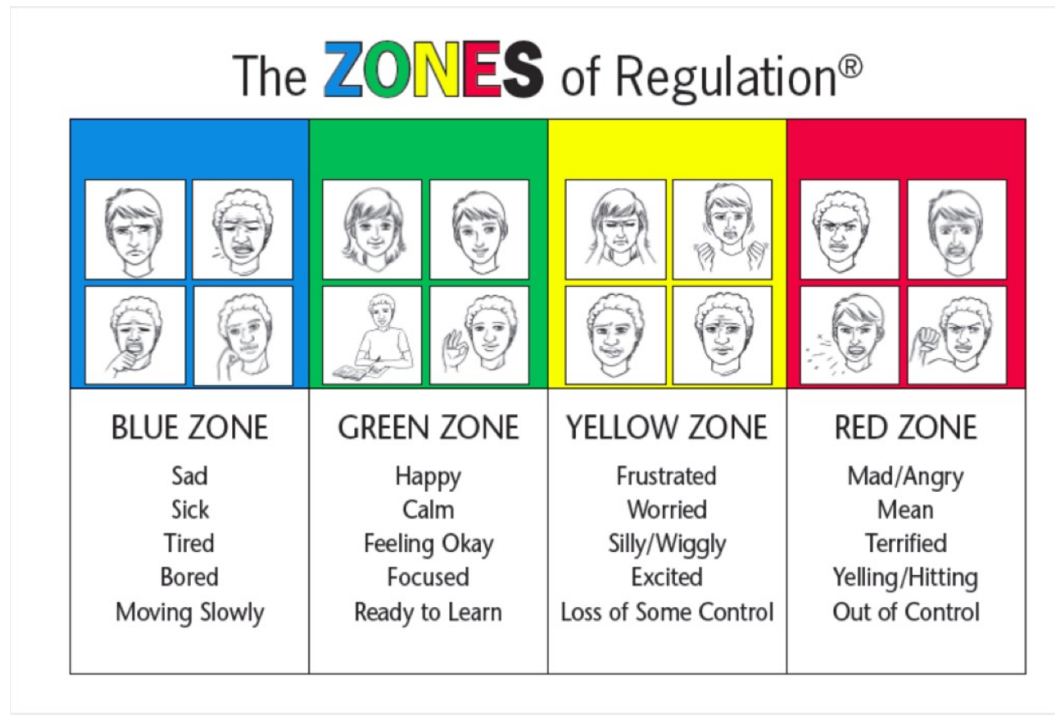 The ZONES of Regulation®
BLUE ZONE
Sad
Sick
Tired
Bored
Moving Slowly
GREEN ZONE
Happy
Calm
Feeling Okay
Focused
Ready to Learn
YELLOW ZONE
Frustrated
Worried
Silly/Wiggly
Excited
Loss of Some Control
RED ZONE
Mad/Angry
Mean
Terrified
Yelling/Hitting
Out of Control